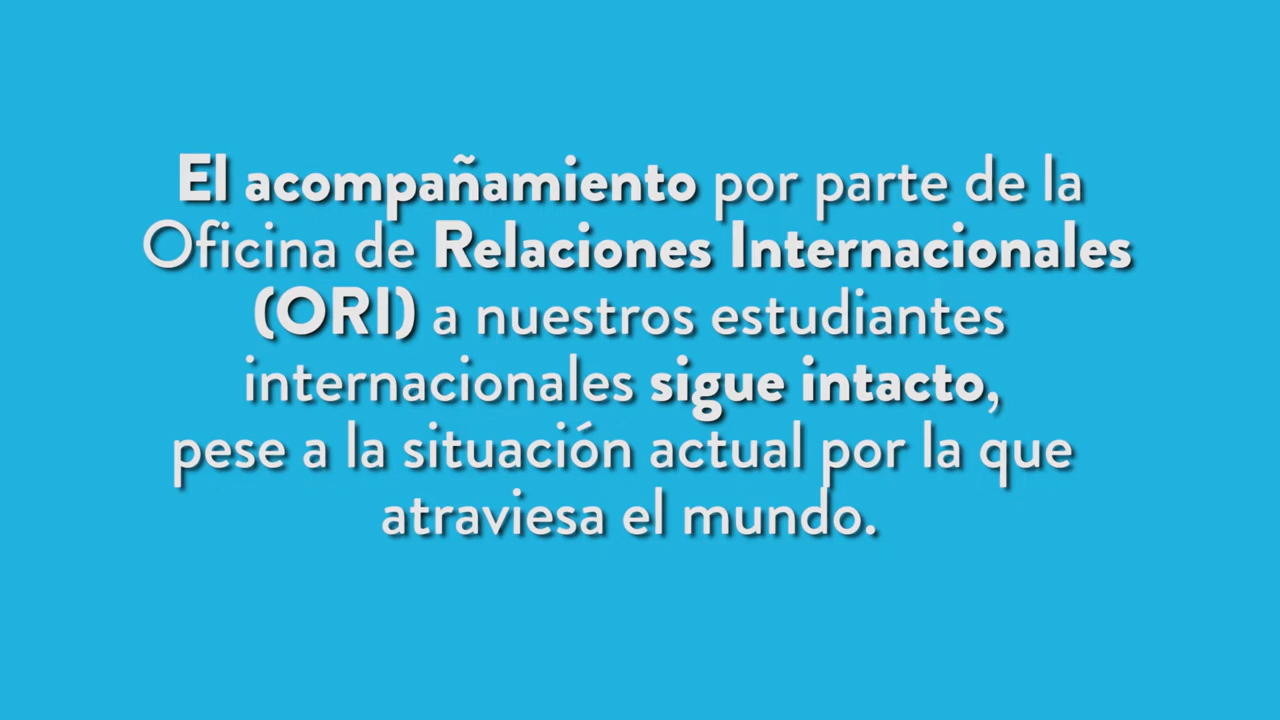 El acompañamiento por parte de la
Oficina de Relaciones Internacionales
(ORI) a nuestros estudiantes
internacionales sigue intacto,
pese a la situación actual por la que
atraviesa el mundo.